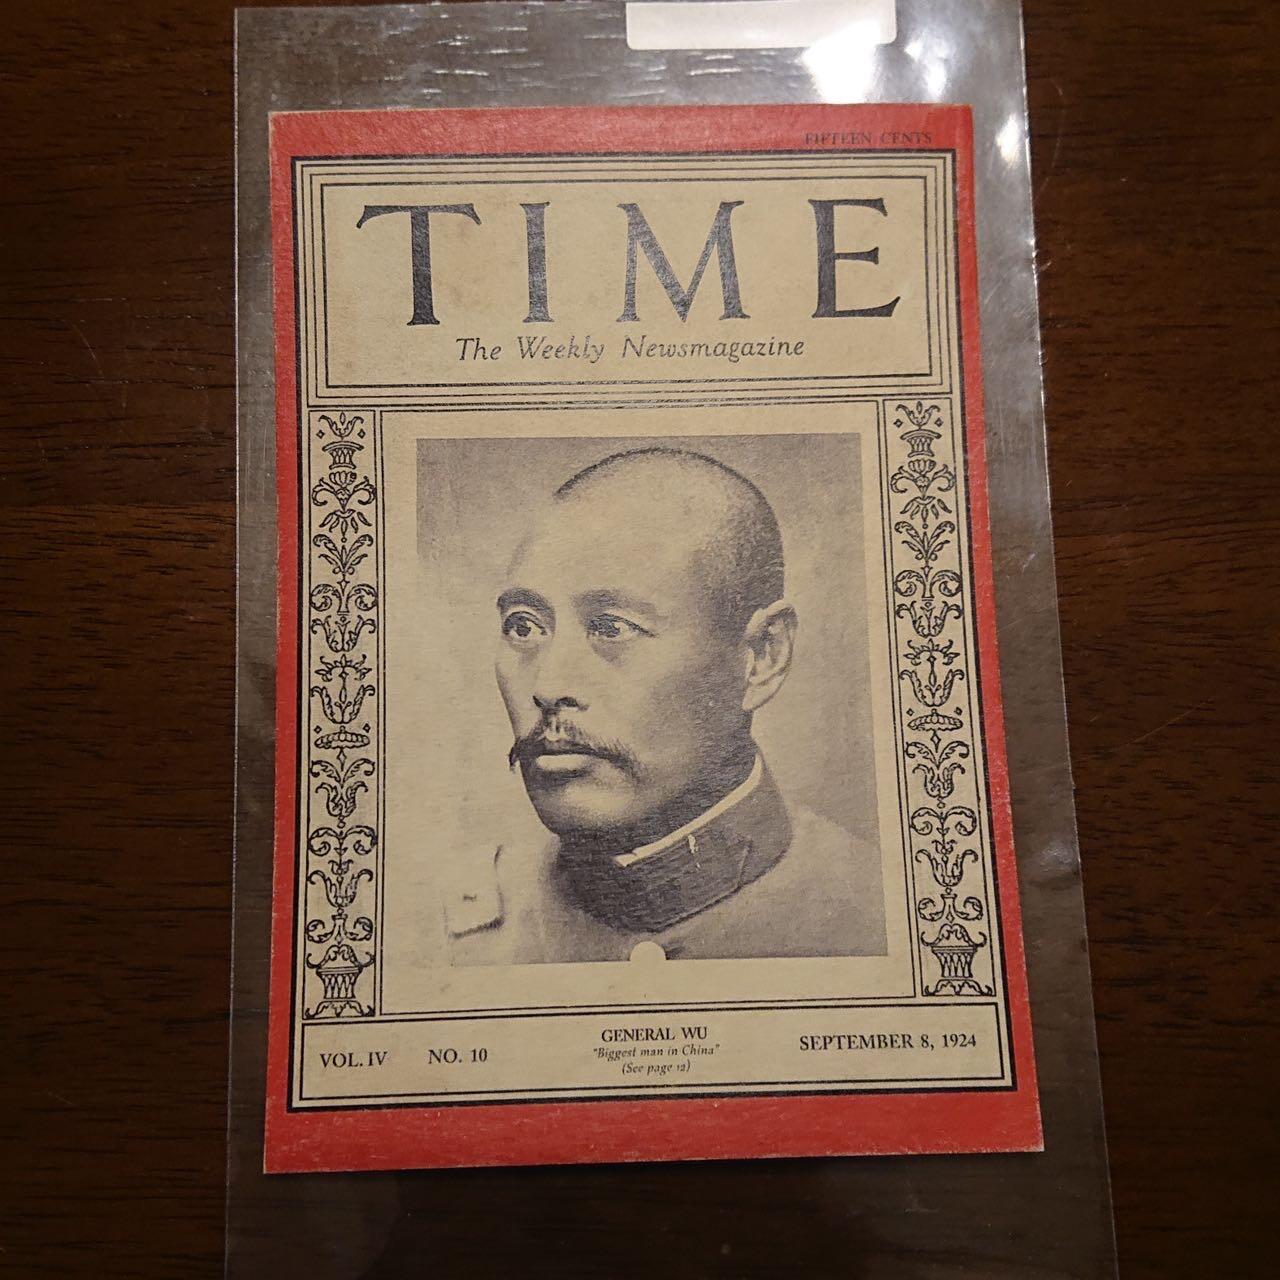 FIFTEEN CENTS
TIME
The Weekly Newsmagazine
VOL. IV NO. 10
GENERAL WU
"Biggest man in China"
(See page 12)
SEPTEMBER 8, 1924